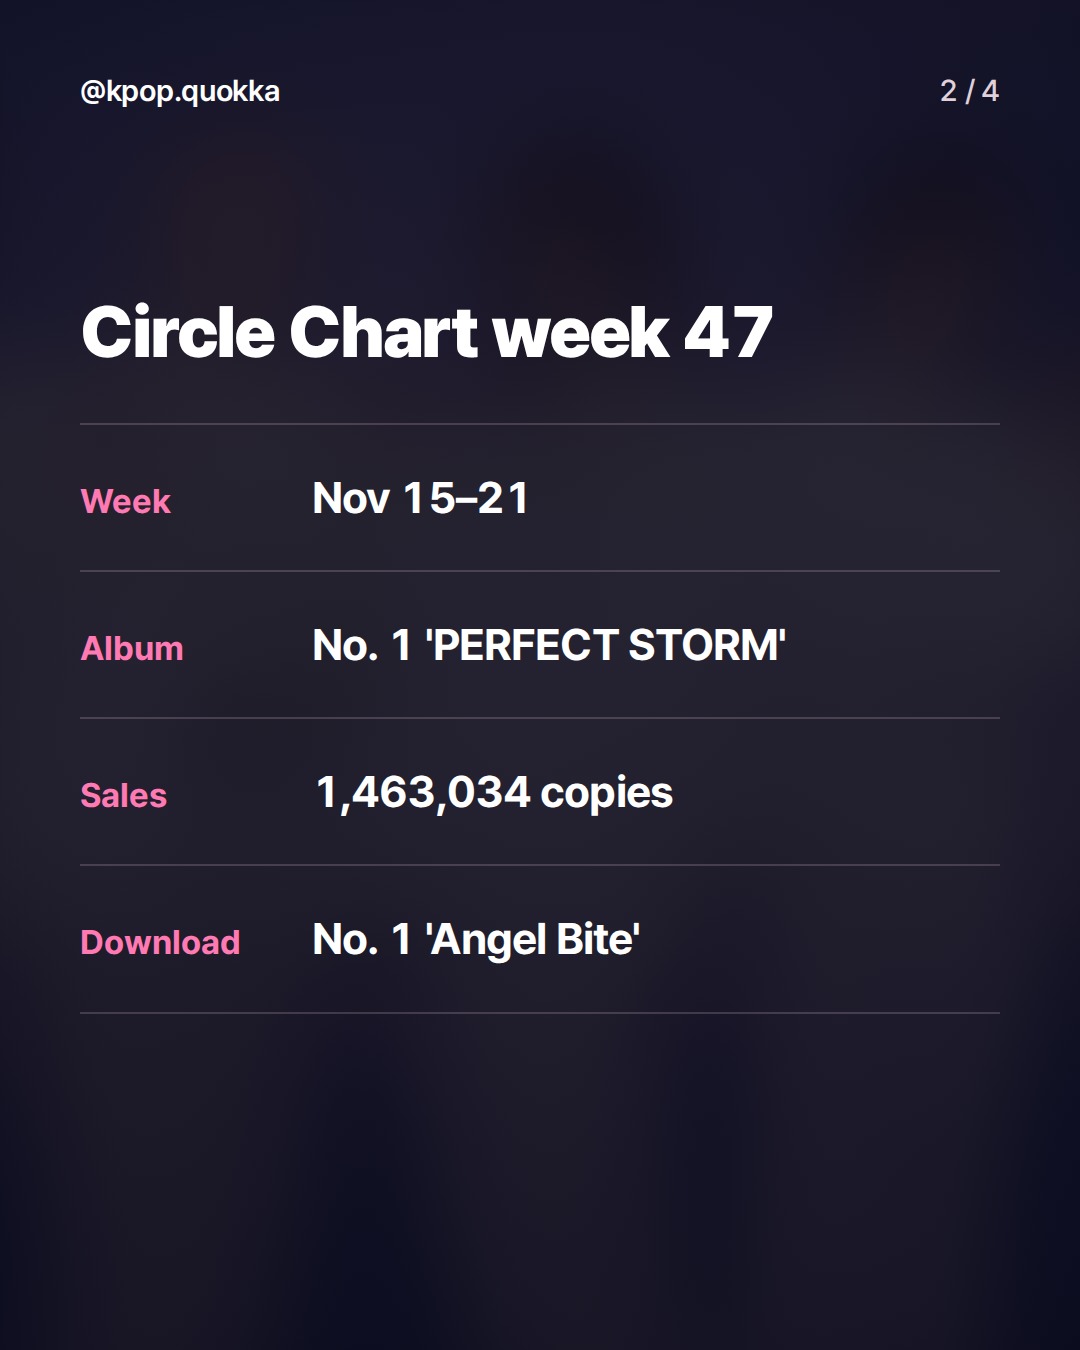 @kpop.quokka
2 / 4
Circle Chart week 47
Week Nov 15–21
Album No. 1 'PERFECT STORM'
Sales 1,463,034 copies
Download No. 1 'Angel Bite'